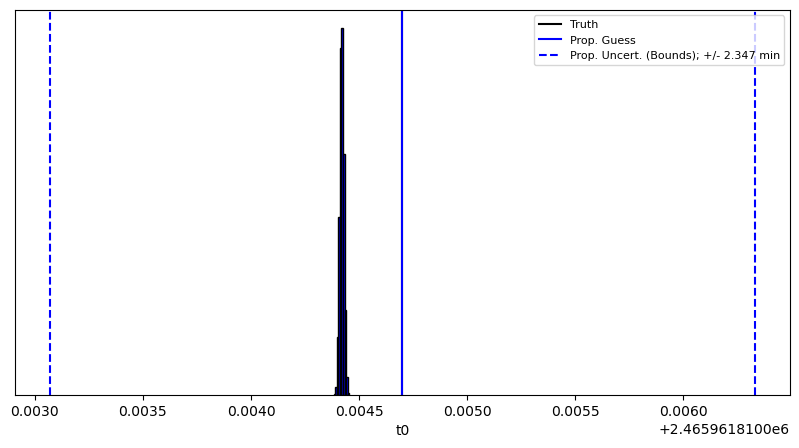 Truth
Prop. Guess
Prop. Uncert. (Bounds); +/- 2.347 min
0.0030 0.0035 0.0040 0.0045 0.0050 0.0055 0.0060
+2.4659618100e6
t0